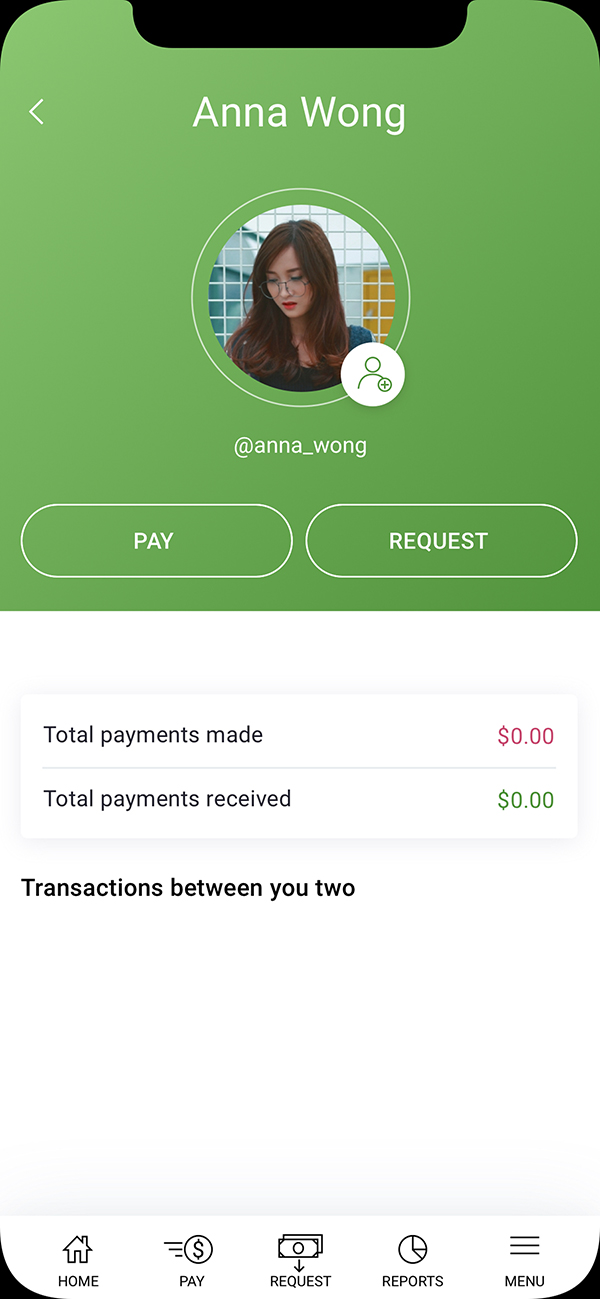 Anna Wong
@anna_wong
PAY
REQUEST
Total payments made
$0.00
Total payments received
$0.00
Transactions between you two
HOME
PAY
REQUEST
REPORTS
MENU